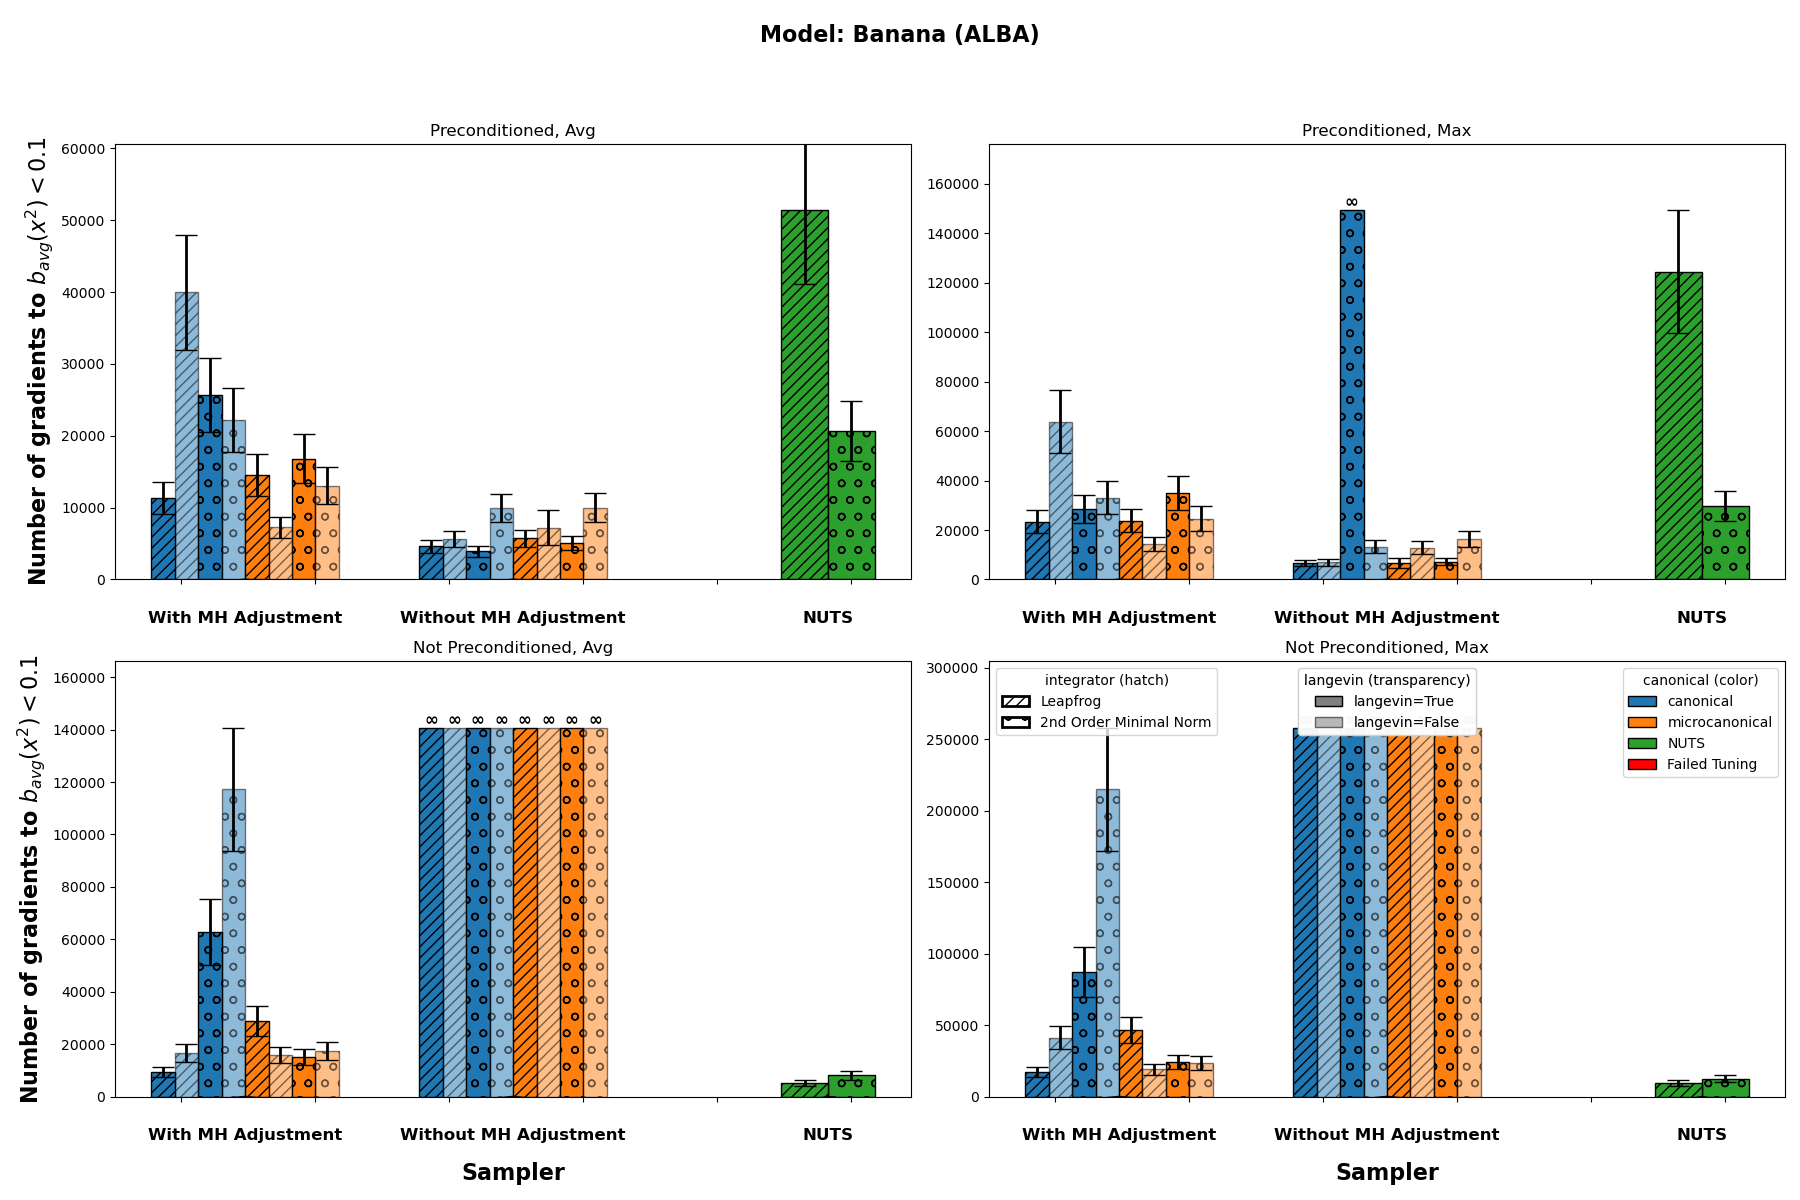 Model: Banana (ALBA)
Preconditioned, Avg
Number of gradients to b_avg(x²) < 0.1
60000
50000
40000
30000
20000
10000
0
With MH Adjustment
Without MH Adjustment
NUTS
Preconditioned, Max
160000
140000
120000
100000
80000
60000
40000
20000
0
∞
With MH Adjustment
Without MH Adjustment
NUTS
Not Preconditioned, Avg
Number of gradients to b_avg(x²) < 0.1
160000
140000
120000
100000
80000
60000
40000
20000
0
∞ ∞ ∞ ∞ ∞ ∞ ∞ ∞
With MH Adjustment
Without MH Adjustment
NUTS
Sampler
Not Preconditioned, Max
300000
250000
200000
150000
100000
50000
0
integrator (hatch)
Leapfrog
2nd Order Minimal Norm
langevin (transparency)
langevin=True
langevin=False
canonical (color)
canonical
microcanonical
NUTS
Failed Tuning
With MH Adjustment
Without MH Adjustment
NUTS
Sampler